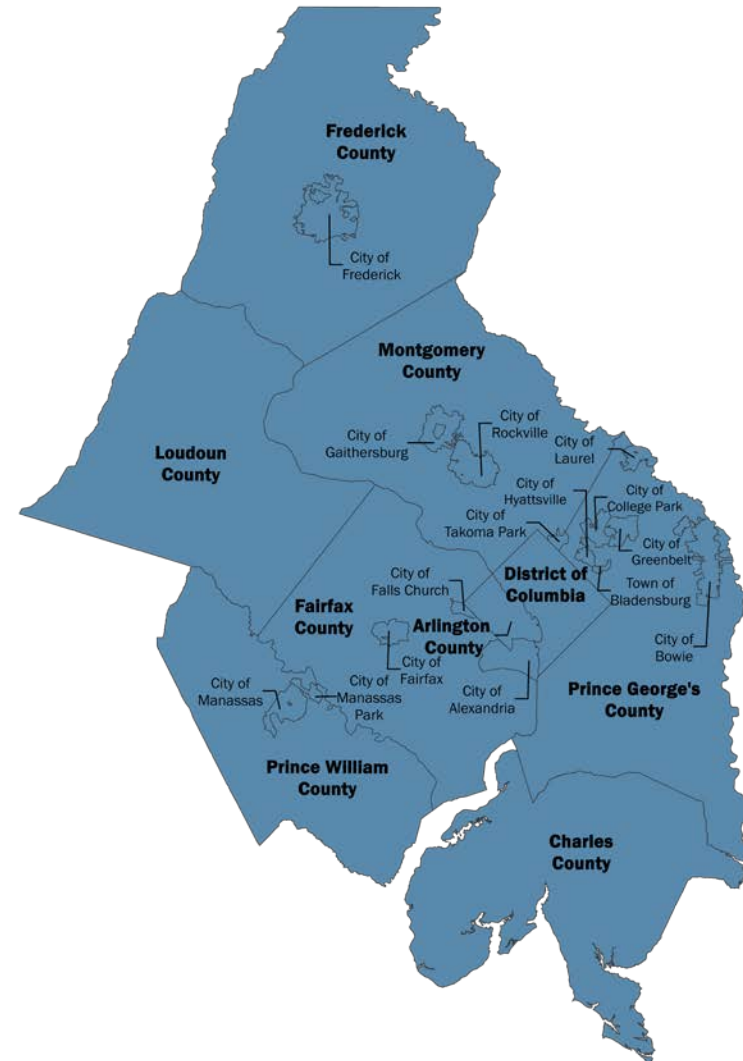 Frederick
County
City of
Frederick
Montgomery
County
City of
Rockville
City of
Gaithersburg
City of
Laurel
Loudoun
County
City of
Hyattsville
City of
College Park
City of
Takoma Park
City of
Greenbelt
District of
Columbia
City of
Falls Church
Town of
Bladensburg
Fairfax
County
Arlington
County
City of
Bowie
City of
Fairfax
City of
Manassas
City of
Manassas
Park
City of
Alexandria
Prince George's
County
Prince William
County
Charles
County